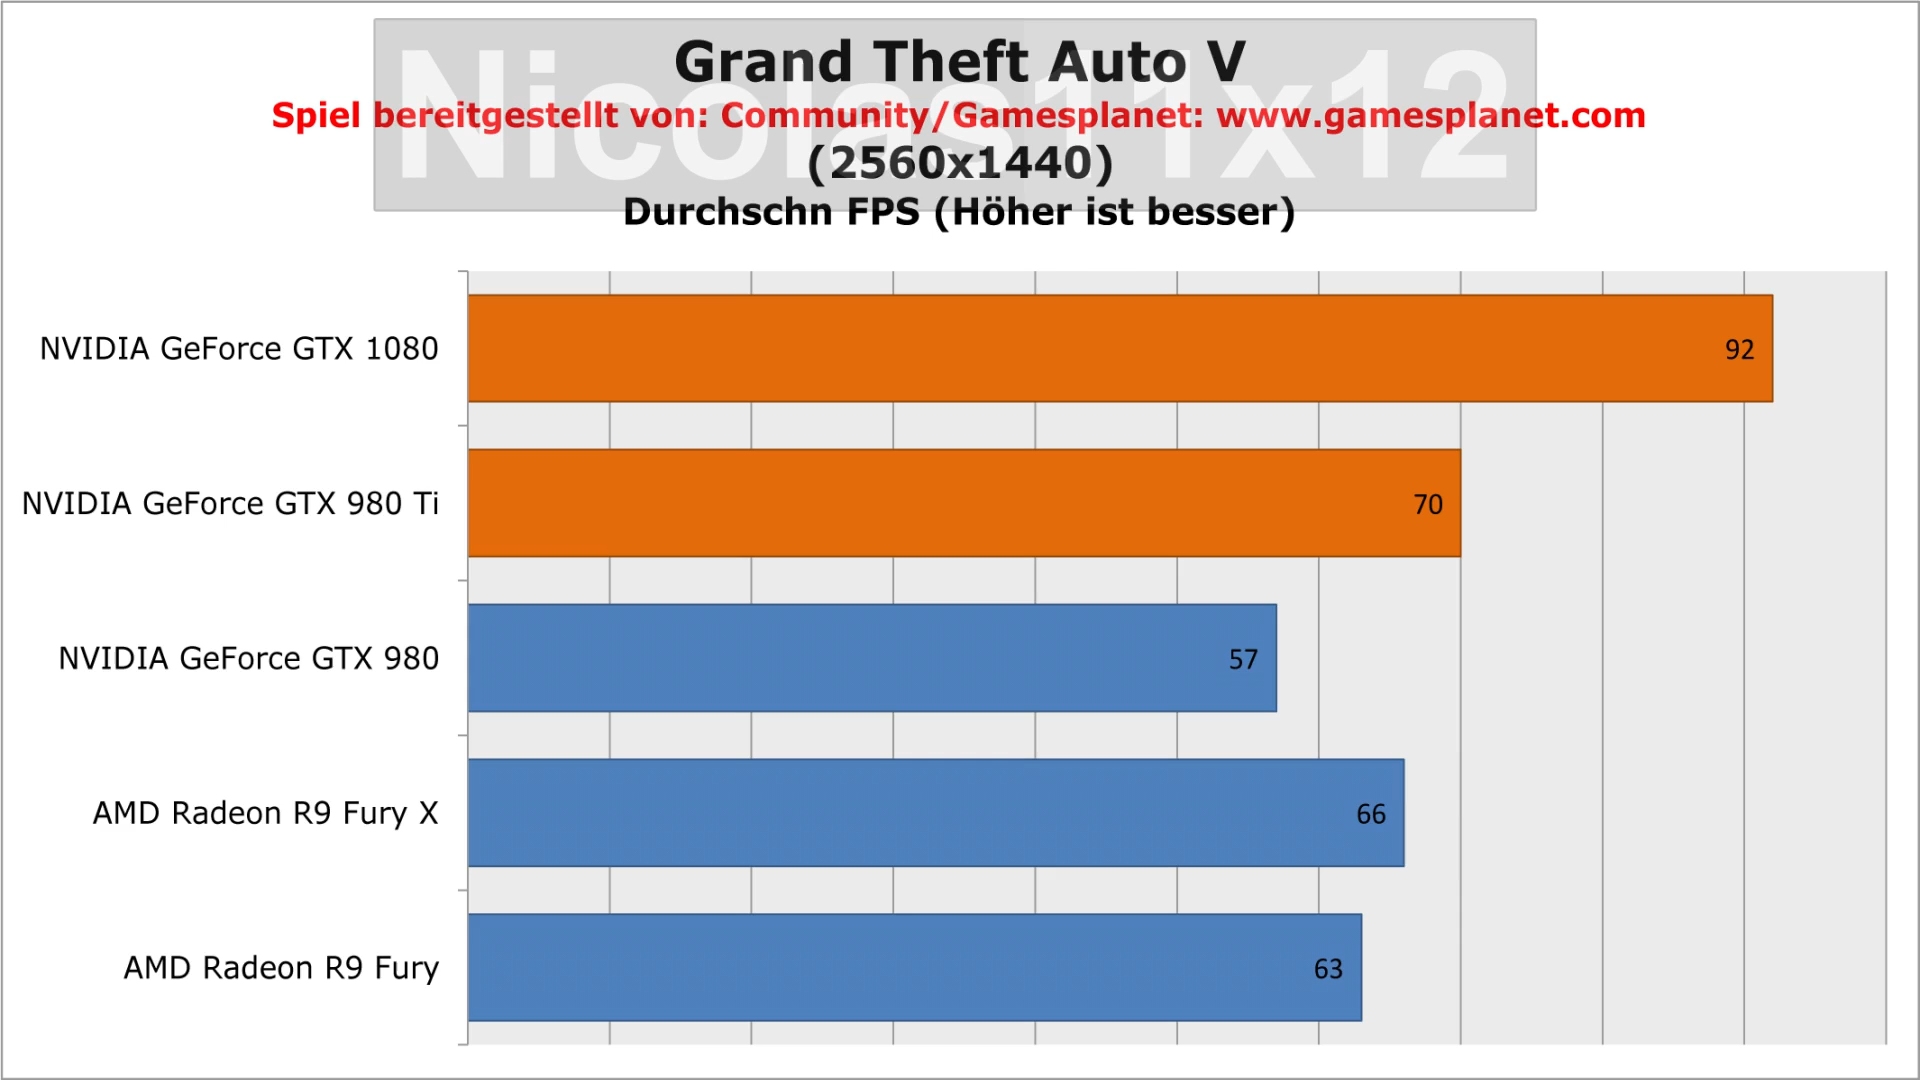 Nicolas11x12
Grand Theft Auto V
Spiel bereitgestellt von: Community/Gamesplanet: www.gamesplanet.com
(2560x1440)
Durchschn FPS (Höher ist besser)
NVIDIA GeForce GTX 1080 92
NVIDIA GeForce GTX 980 Ti 70
NVIDIA GeForce GTX 980 57
AMD Radeon R9 Fury X 66
AMD Radeon R9 Fury 63